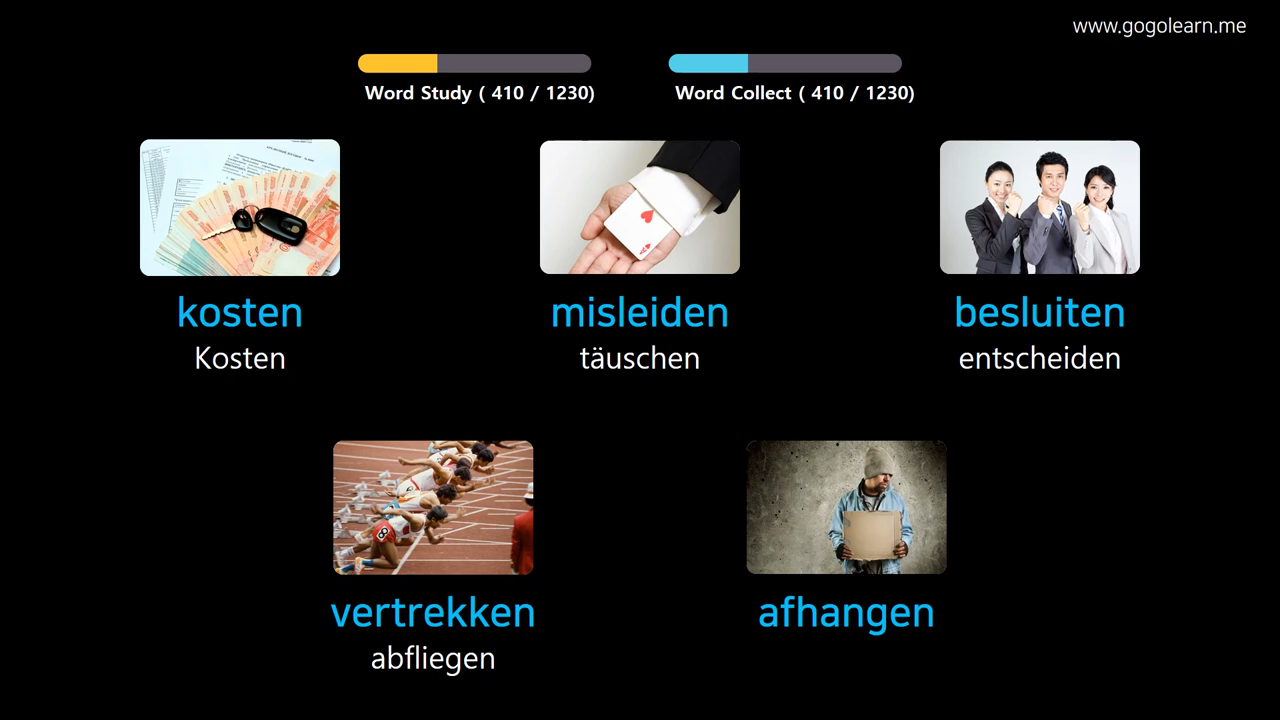 www.gogolearn.me
Word Study ( 410 / 1230)
Word Collect ( 410 / 1230)
kosten
Kosten
misleiden
täuschen
besluiten
entscheiden
vertrekken
abfliegen
afhangen